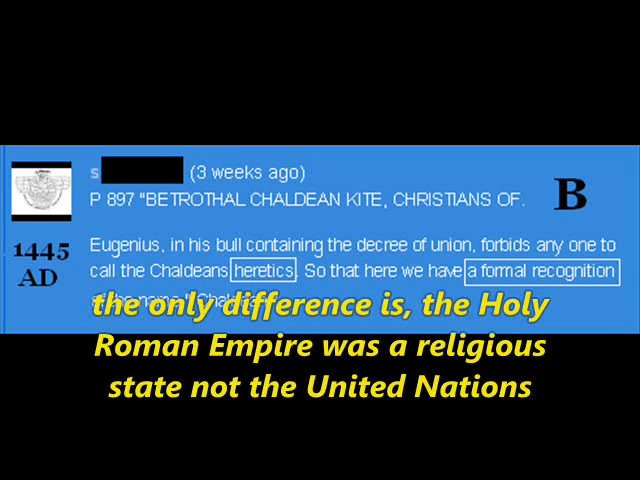 s (3 weeks ago)
P 897 "BETROTHAL CHALDEAN KITE, CHRISTIANS OF.
B
1445
AD
Eugenius, in his bull containing the decree of union, forbids any one to
call the Chaldeans heretics. So that here we have a formal recognition
the only difference is, the Holy
Roman Empire was a religious
state not the United Nations